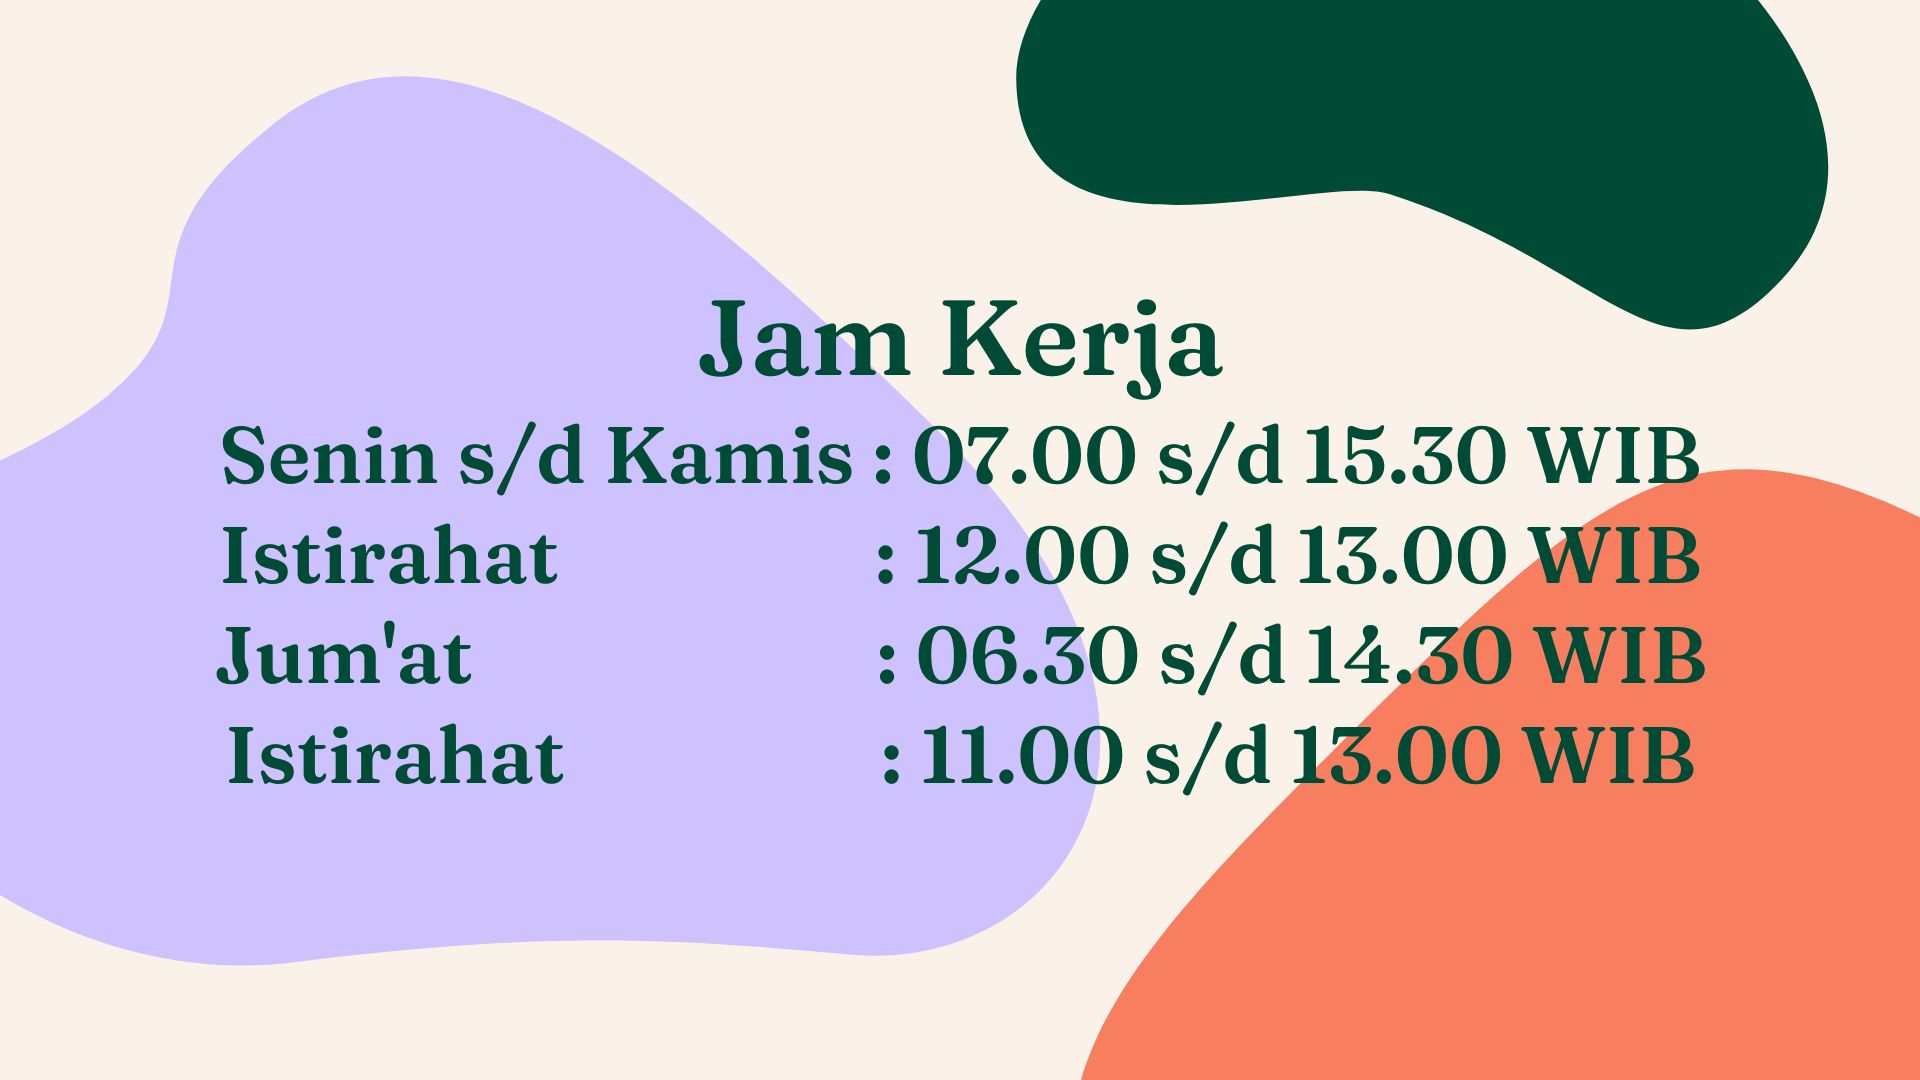 Jam Kerja
Senin s/d Kamis : 07.00 s/d 15.30 WIB
Istirahat : 12.00 s/d 13.00 WIB
Jum'at : 06.30 s/d 14.30 WIB
Istirahat : 11.00 s/d 13.00 WIB